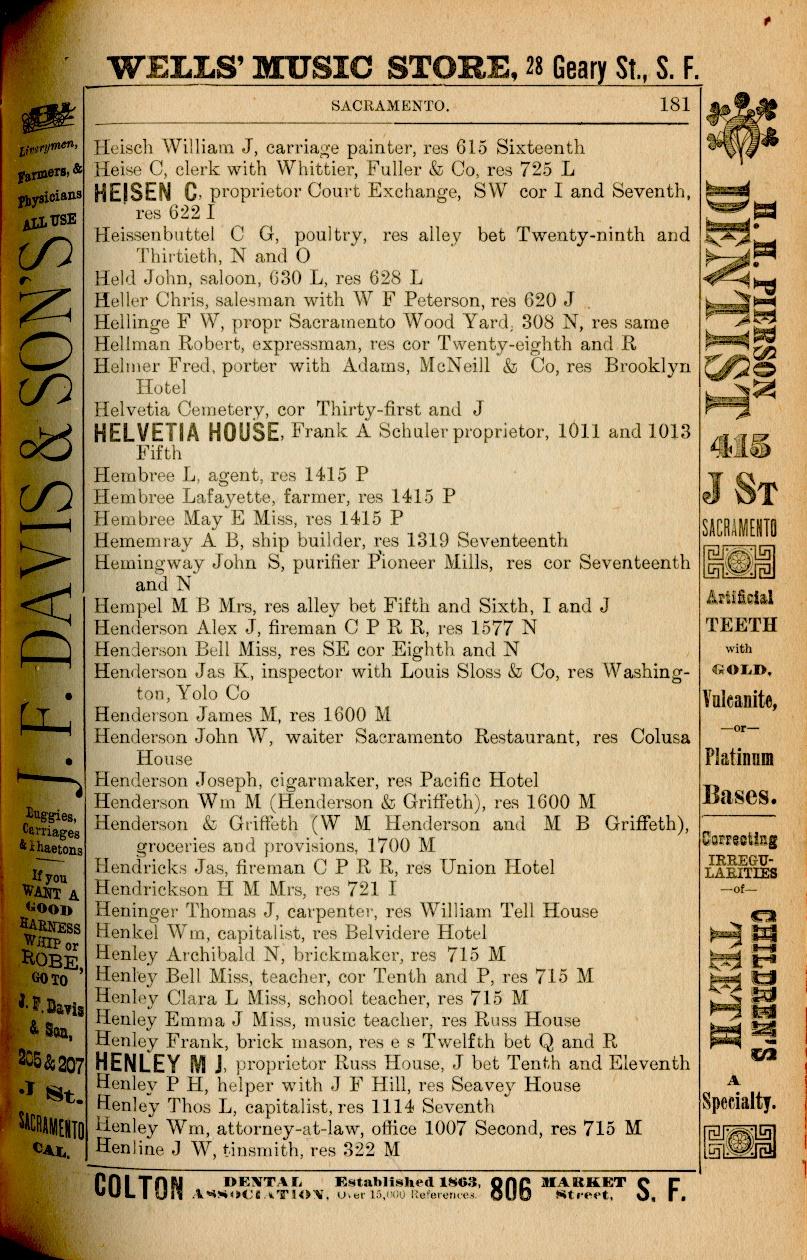 WELLS' MUSIC STORE, 28 Geary St., S. F.
SACRAMENTO. 181
Heisch William J, carriage painter, res 615 Sixteenth
Heise C, clerk with Whittier, Fuller & Co, res 725 L
HEISEN C, proprietor Court Exchange, SW cor I and Seventh,
res 622 I
Heissenbuttel C G, poultry, res alley bet Twenty-ninth and
Thirtieth, N and O
Held John, saloon, 630 L, res 628 L
Heller Chris, salesman with W F Peterson, res 620 J
Hellinge F W, propr Sacramento Wood Yard, 308 N, res same
Hellman Robert, expressman, res cor Twenty-eighth and R
Helmer Fred, porter with Adams, McNeill & Co, res Brooklyn
Hotel
Helvetia Cemetery, cor Thirty-first and J
HELVETIA HOUSE, Frank A Schuler proprietor, 1011 and 1013
Fifth
Hembree L, agent, res 1415 P
Hembree Lafayette, farmer, res 1415 P
Hembree May E Miss, res 1415 P
Hememray A B, ship builder, res 1319 Seventeenth
Hemingway John S, purifier Pioneer Mills, res cor Seventeenth
and N
Hempel M B Mrs, res alley bet Fifth and Sixth, I and J
Henderson Alex J, fireman C P R R, res 1577 N
Henderson Bell Miss, res SE cor Eighth and N
Henderson Jas K, inspector with Louis Sloss & Co, res Washing-
ton, Yolo Co
Henderson James M, res 1600 M
Henderson John W, waiter Sacramento Restaurant, res Colusa
House
Henderson Joseph, cigarmaker, res Pacific Hotel
Henderson Wm M (Henderson & Griffeth), res 1600 M
Henderson & Griffeth (W M Henderson and M B Griffeth),
groceries and provisions, 1700 M
Hendricks Jas, fireman C P R R, res Union Hotel
Hendrickson H M Mrs, res 721 I
Heninger Thomas J, carpenter, res William Tell House
Henkel Wm, capitalist, res Belvidere Hotel
Henley Archibald N, brickmaker, res 715 M
Henley Bell Miss, teacher, cor Tenth and P, res 715 M
Henley Clara L Miss, school teacher, res 715 M
Henley Emma J Miss, music teacher, res Russ House
Henley Frank, brick mason, res e s Twelfth bet Q and R
HENLEY M J, proprietor Russ House, J bet Tenth and Eleventh
Henley P H, helper with J F Hill, res Seavey House
Henley Thos L, capitalist, res 1114 Seventh
Henley Wm, attorney-at-law, office 1007 Second, res 715 M
Henline J W, tinsmith, res 322 M
Liverymen,
Farmers, &
Physicians
ALL USE
J. F. DAVIS & SON'S
Buggies,
Carriages
& Phaetons
If you
WANT A
GOOD
HARNESS
WHIP or
ROBE,
GO TO
J. F. Davis
& Son,
205 & 207
J St.
SACRAMENTO
CAL.
H. H. PIERSON
DENTIST
415
J ST
SACRAMENTO
Artificial
TEETH
with
GOLD,
Vulcanite,
—or—
Platinum
Bases.
Correcting
IRREGU-
LARITIES
—of—
CHILDREN'S
TEETH
A
Specialty.
COLTON DENTAL ASSOCIATION, Established 1863, Over 15,000 References. 806 MARKET Street, S. F.